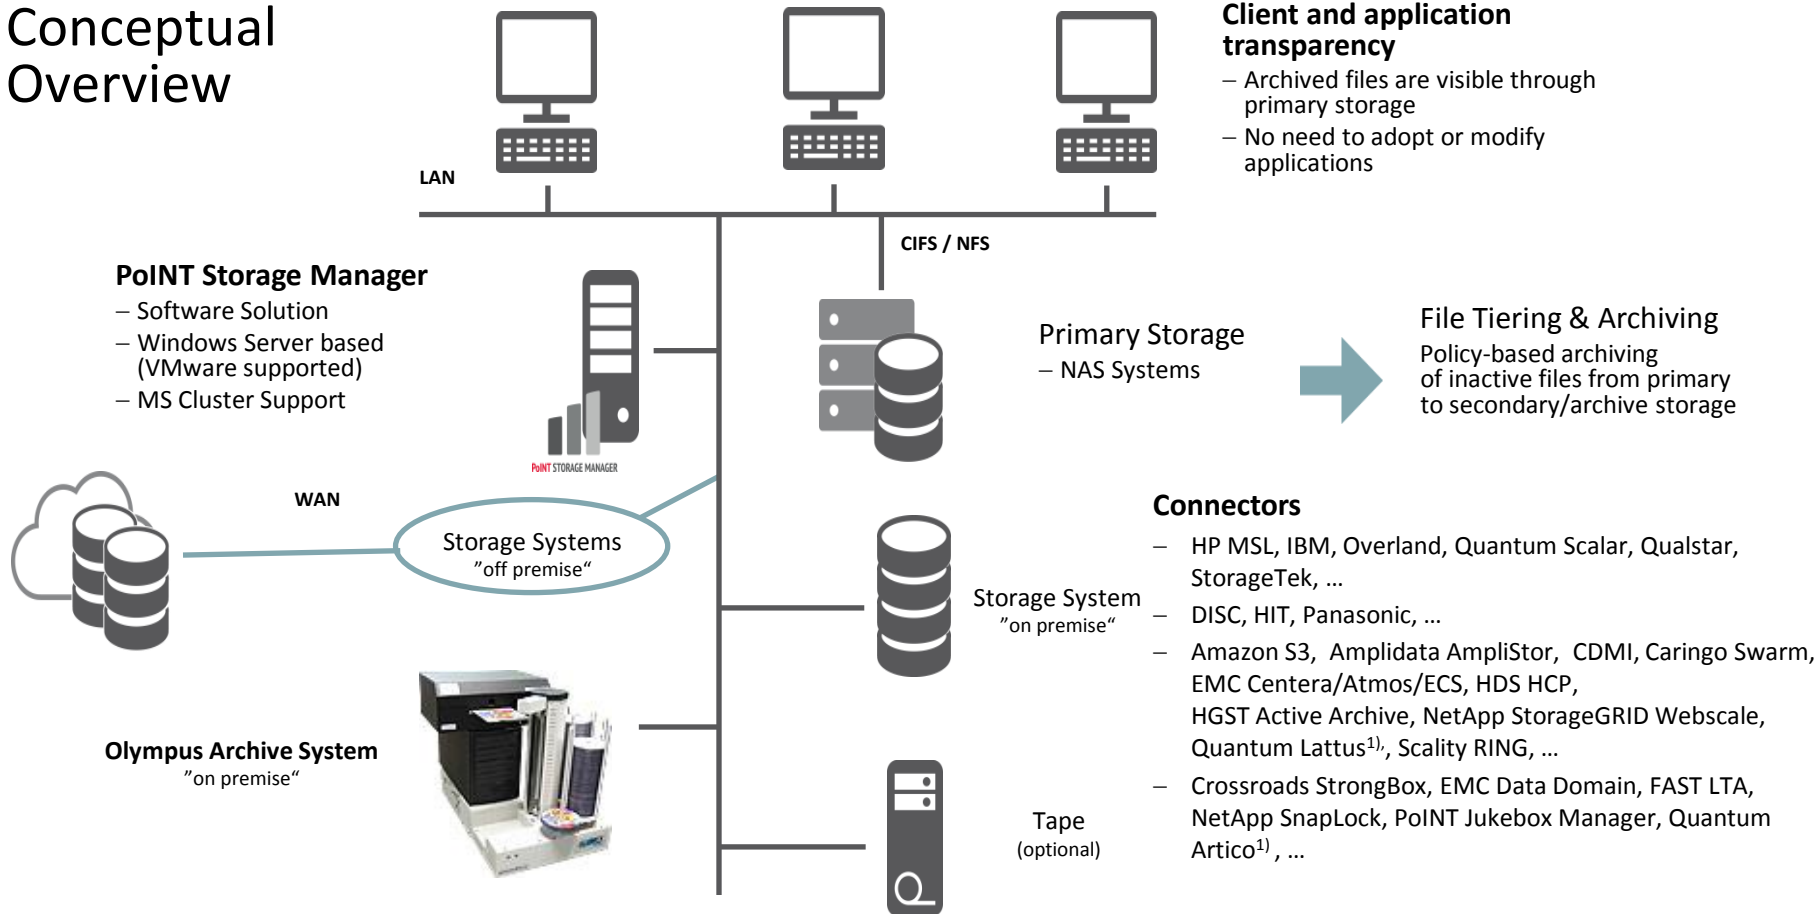 Conceptual
Overview
Client and application
transparency
– Archived files are visible through
primary storage
– No need to adopt or modify
applications
LAN
CIFS / NFS
PoINT Storage Manager
– Software Solution
– Windows Server based
(VMware supported)
– MS Cluster Support
PoINT STORAGE MANAGER
Primary Storage
– NAS Systems
File Tiering & Archiving
Policy-based archiving
of inactive files from primary
to secondary/archive storage
WAN
Storage Systems
”off premise“
Storage System
”on premise“
Connectors
– HP MSL, IBM, Overland, Quantum Scalar, Qualstar,
StorageTek, …
– DISC, HIT, Panasonic, …
– Amazon S3, Amplidata AmpliStor, CDMI, Caringo Swarm,
EMC Centera/Atmos/ECS, HDS HCP,
HGST Active Archive, NetApp StorageGRID Webscale,
Quantum Lattus1),, Scality RING, …
– Crossroads StrongBox, EMC Data Domain, FAST LTA,
NetApp SnapLock, PoINT Jukebox Manager, Quantum
Artico1) , …
Olympus Archive System
”on premise“
Tape
(optional)